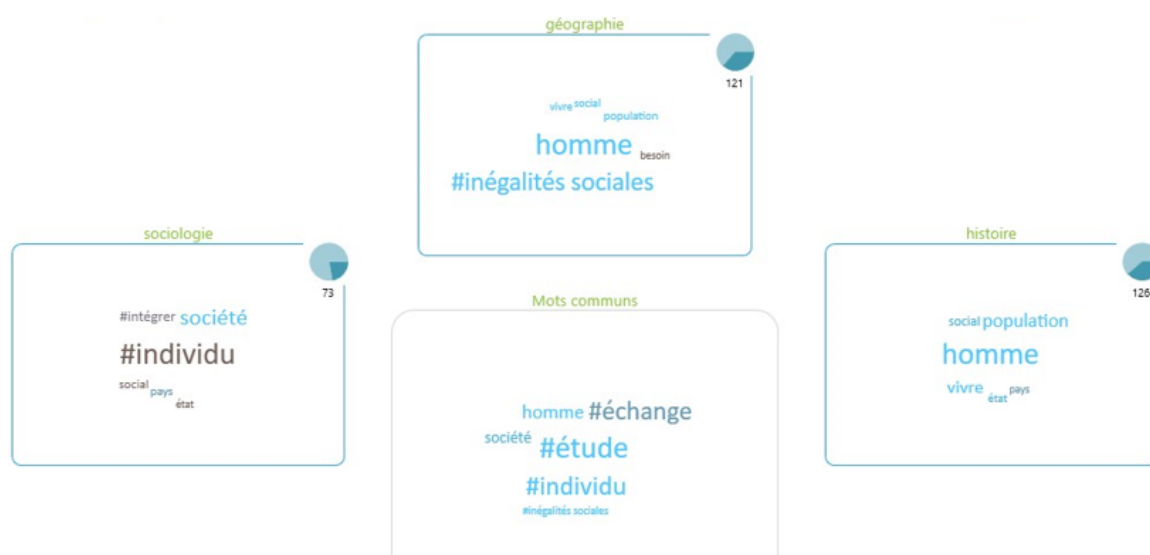 géographie
121
vivre social
population
homme besoin
#inégalités sociales
sociologie
73
#intégrer société
#individu
social pays
état
Mots communs
homme #échange
société #étude
#individu
#inégalités sociales
histoire
126
social population
homme
vivre état pays